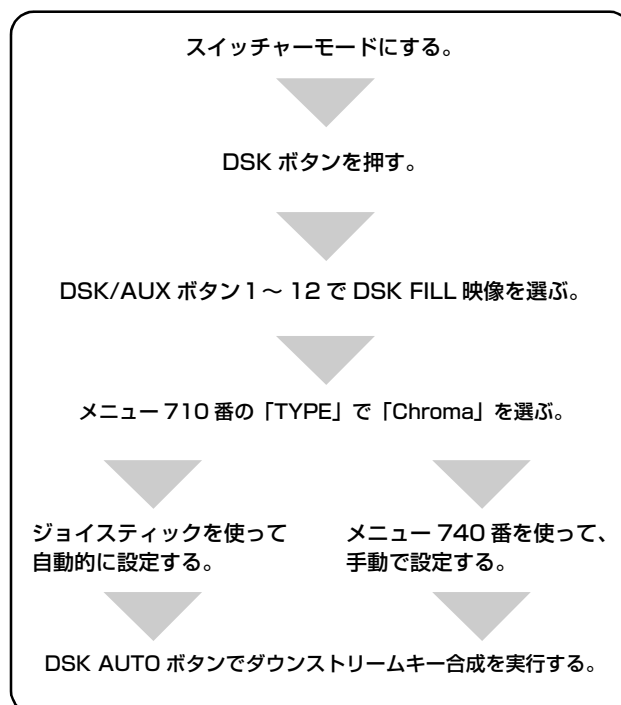 スイッチャーモードにする。
DSK ボタンを押す。
DSK/AUX ボタン 1 ~ 12 で DSK FILL 映像を選ぶ。
メニュー 710 番の「TYPE」で「Chroma」を選ぶ。
ジョイスティックを使って
自動的に設定する。
メニュー 740 番を使って、
手動で設定する。
DSK AUTO ボタンでダウンストリームキー合成を実行する。